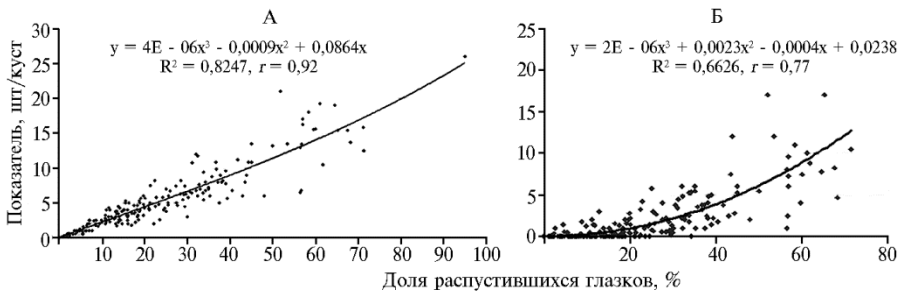 А
Б
y = 4E - 06x³ - 0,0009x² + 0,0864x
R² = 0,8247, r = 0,92
y = 2E - 06x³ + 0,0023x² - 0,0004x + 0,0238
R² = 0,6626, r = 0,77
Показатель, шт/куст
30
25
20
15
10
5
0
10 20 30 40 50 60 70 80 90 100
25
20
15
10
5
0
20 40 60 80
Доля распустившихся глазков, %